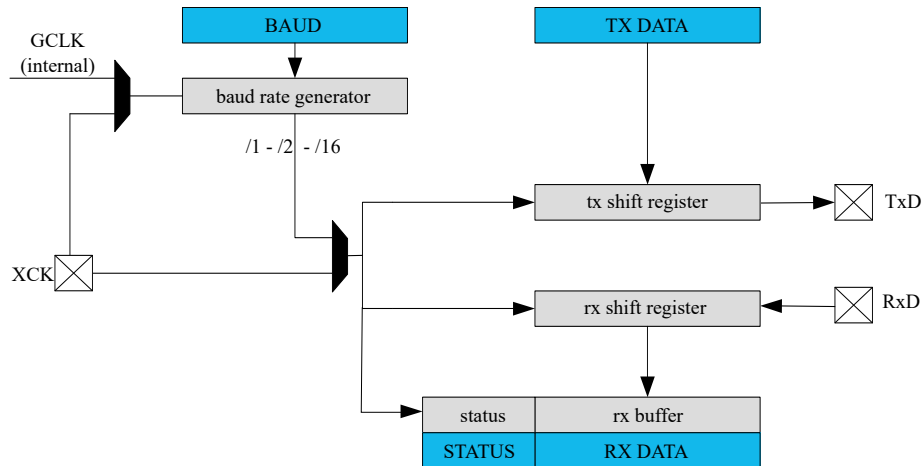 BAUD
TX DATA
GCLK
(internal)
baud rate generator
/1 - /2 - /16
tx shift register
TxD
XCK
rx shift register
RxD
status
rx buffer
STATUS
RX DATA